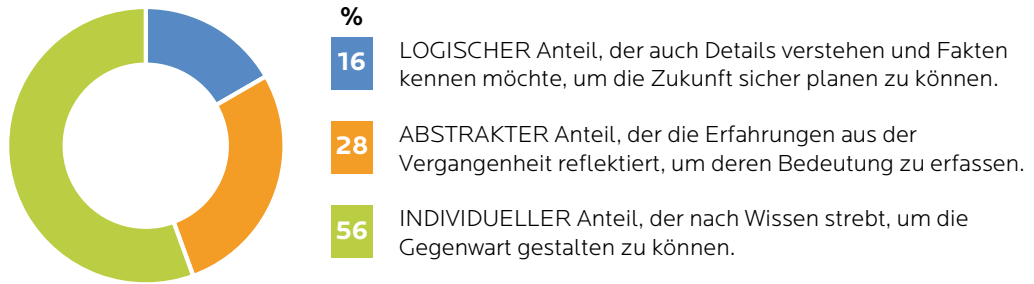 %
16
LOGISCHER Anteil, der auch Details verstehen und Fakten
kennen möchte, um die Zukunft sicher planen zu können.
28
ABSTRAKTER Anteil, der die Erfahrungen aus der
Vergangenheit reflektiert, um deren Bedeutung zu erfassen.
56
INDIVIDUELLER Anteil, der nach Wissen strebt, um die
Gegenwart gestalten zu können.